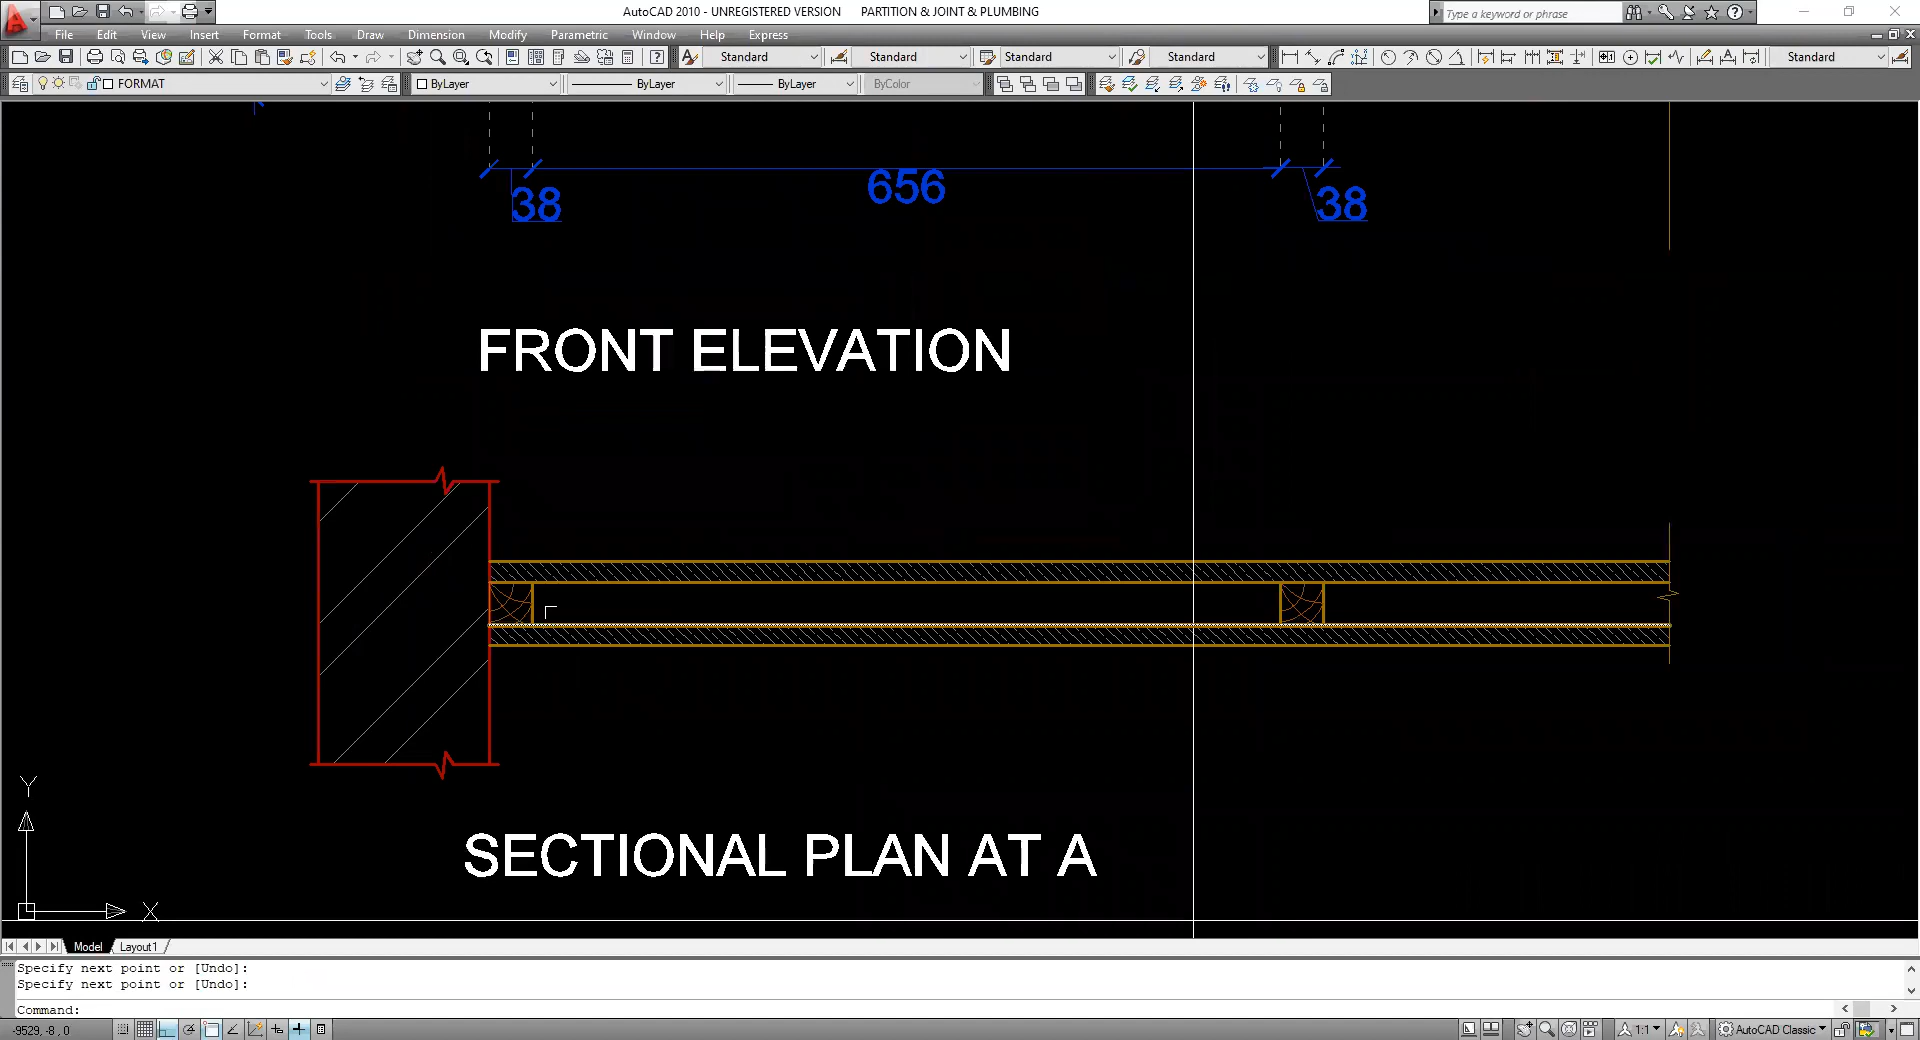 AutoCAD 2010 - UNREGISTERED VERSION PARTITION & JOINT & PLUMBING
Type a keyword or phrase
File Edit View Insert Format Tools Draw Dimension Modify Parametric Window Help Express
Standard Standard Standard Standard Standard
FORMAT ByLayer ByLayer ByLayer ByColor
656
38 38
FRONT ELEVATION
SECTIONAL PLAN AT A
Y
X
Model Layout1
Specify next point or [Undo]:
Specify next point or [Undo]:
Command:
-9529, -8 , 0 1:1 AutoCAD Classic